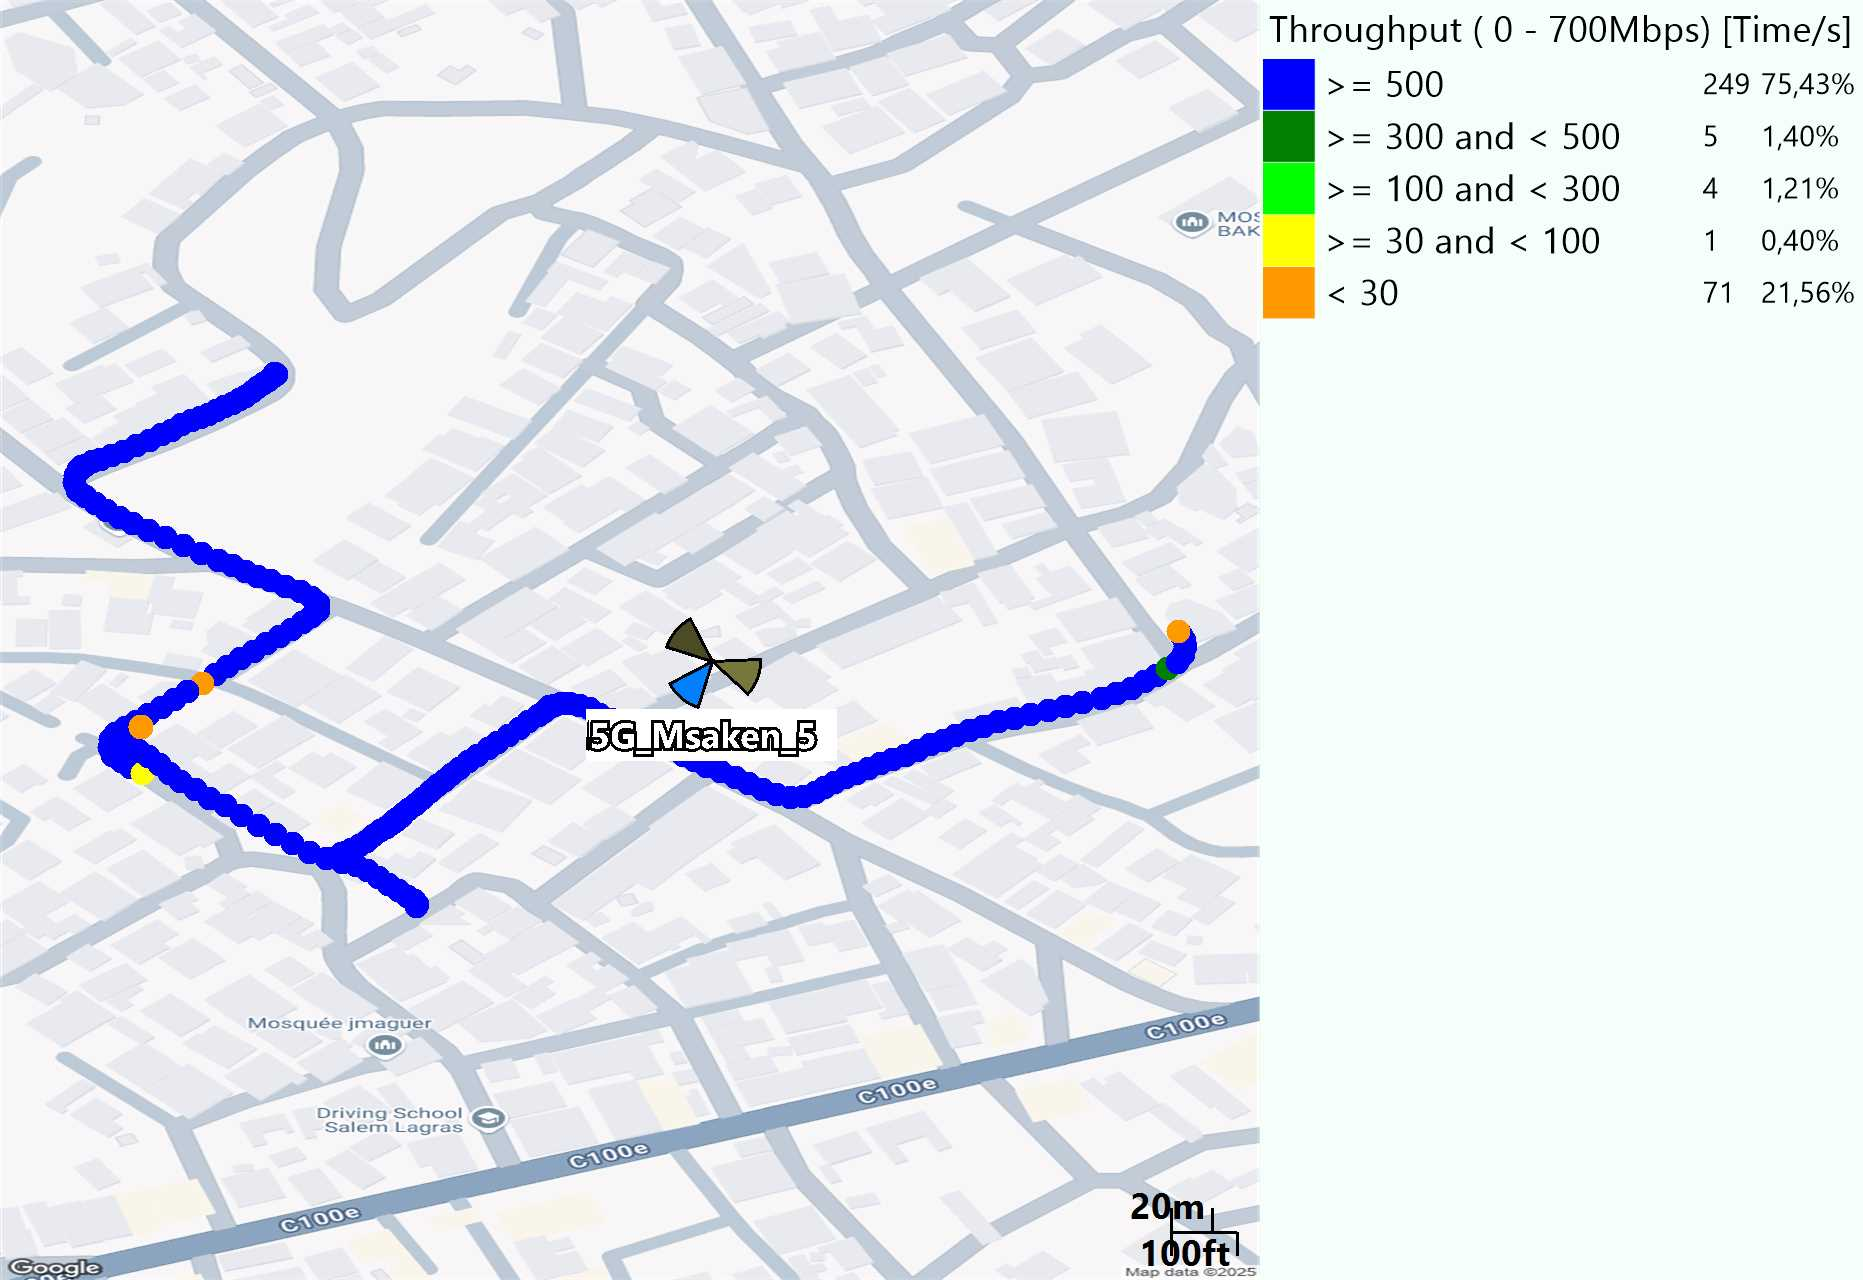 Throughput ( 0 - 700Mbps) [Time/s]
>= 500 249 75,43%
>= 300 and < 500 5 1,40%
>= 100 and < 300 4 1,21%
>= 30 and < 100 1 0,40%
< 30 71 21,56%
MOS
BAK
5G_Msaken_5
Mosquée jmaguer
C100e
C100e
Driving School
Salem Lagras
C100e
C100e
20m
100ft
Google
Map data ©2025